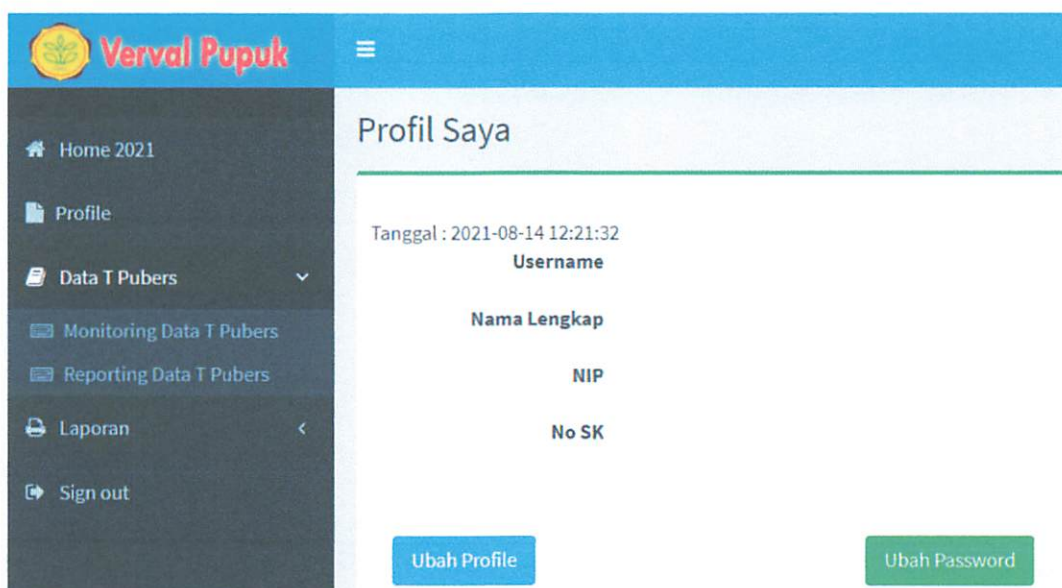 Verval Pupuk
Home 2021
Profile
Data T Pubers
Monitoring Data T Pubers
Reporting Data T Pubers
Laporan
Sign out
Profil Saya
Tanggal : 2021-08-14 12:21:32
Username
Nama Lengkap
NIP
No SK
Ubah Profile
Ubah Password